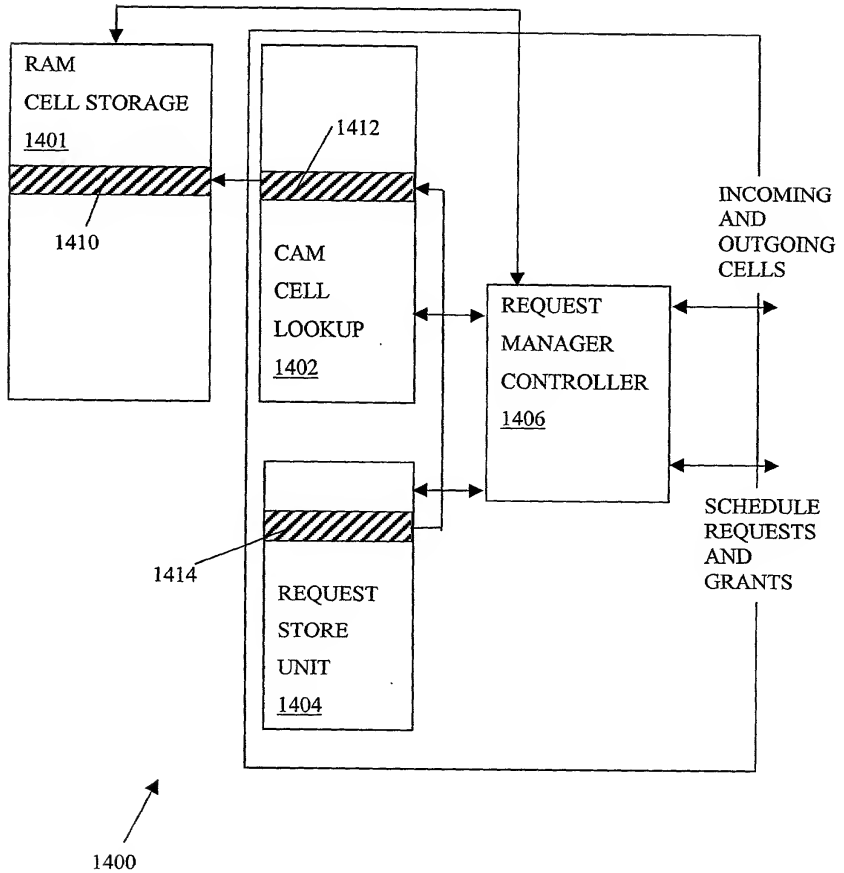 RAM
CELL STORAGE
1401
1410
1412
CAM
CELL
LOOKUP
1402
REQUEST
MANAGER
CONTROLLER
1406
INCOMING
AND
OUTGOING
CELLS
SCHEDULE
REQUESTS
AND
GRANTS
1414
REQUEST
STORE
UNIT
1404
1400